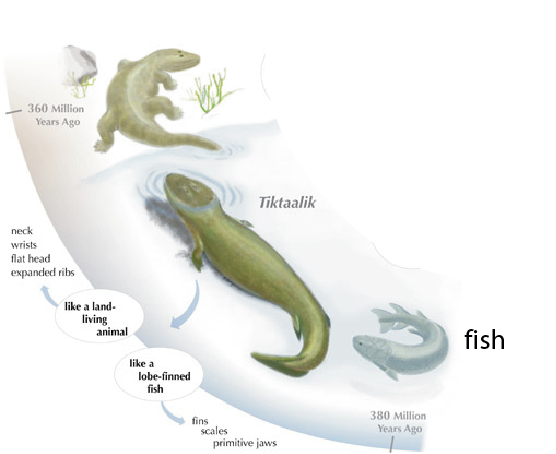 360 Million
Years Ago
Tiktaalik
neck
wrists
flat head
expanded ribs
like a land-
living
animal
fish
like a
lobe-finned
fish
380 Million
Years Ago
fins
scales
primitive jaws